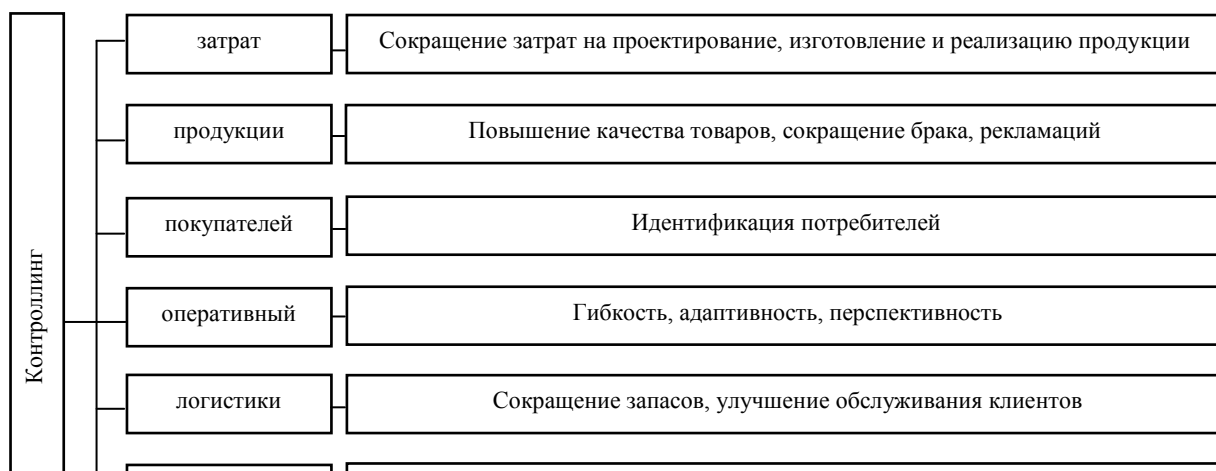 Контроллинг
затрат
Сокращение затрат на проектирование, изготовление и реализацию продукции
продукции
Повышение качества товаров, сокращение брака, рекламаций
покупателей
Идентификация потребителей
оперативный
Гибкость, адаптивность, перспективность
логистики
Сокращение запасов, улучшение обслуживания клиентов